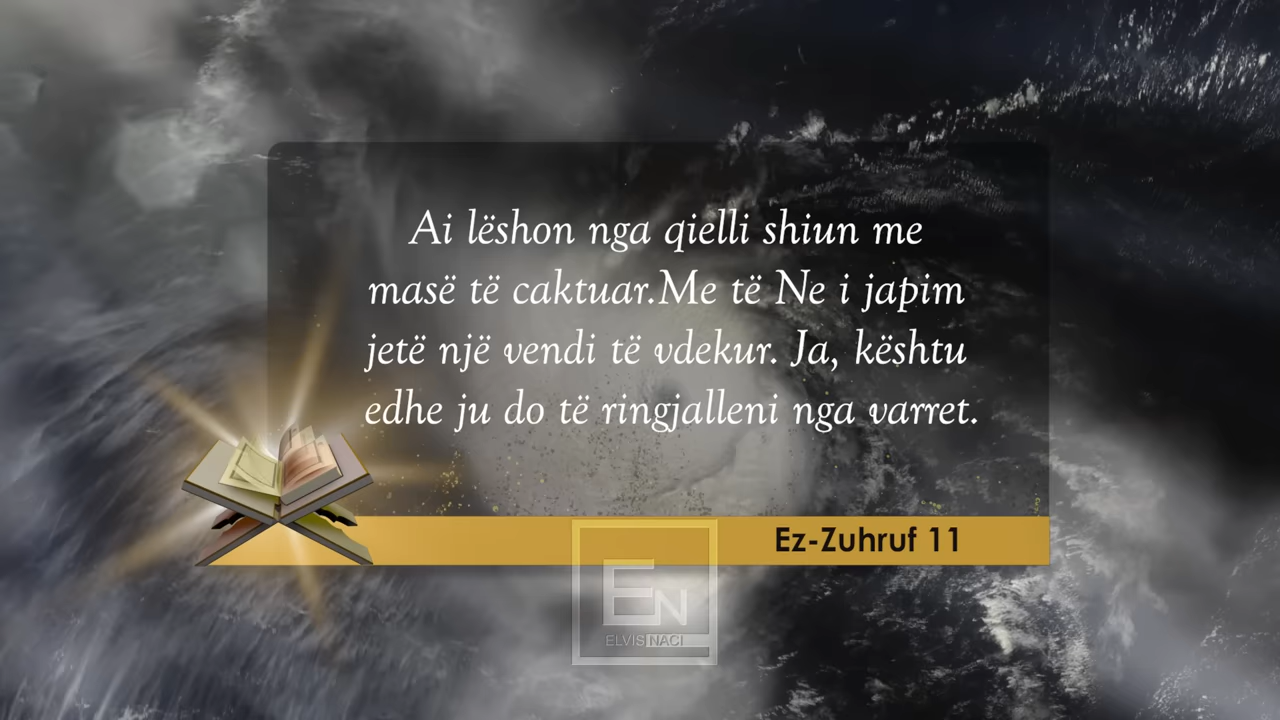 Ai lëshon nga qielli shiun me
masë të caktuar.Me të Ne i japim
jetë një vendi të vdekur. Ja, kështu
edhe ju do të ringjalleni nga varret.
Ez-Zuhruf 11
EN
ELVIS NACI